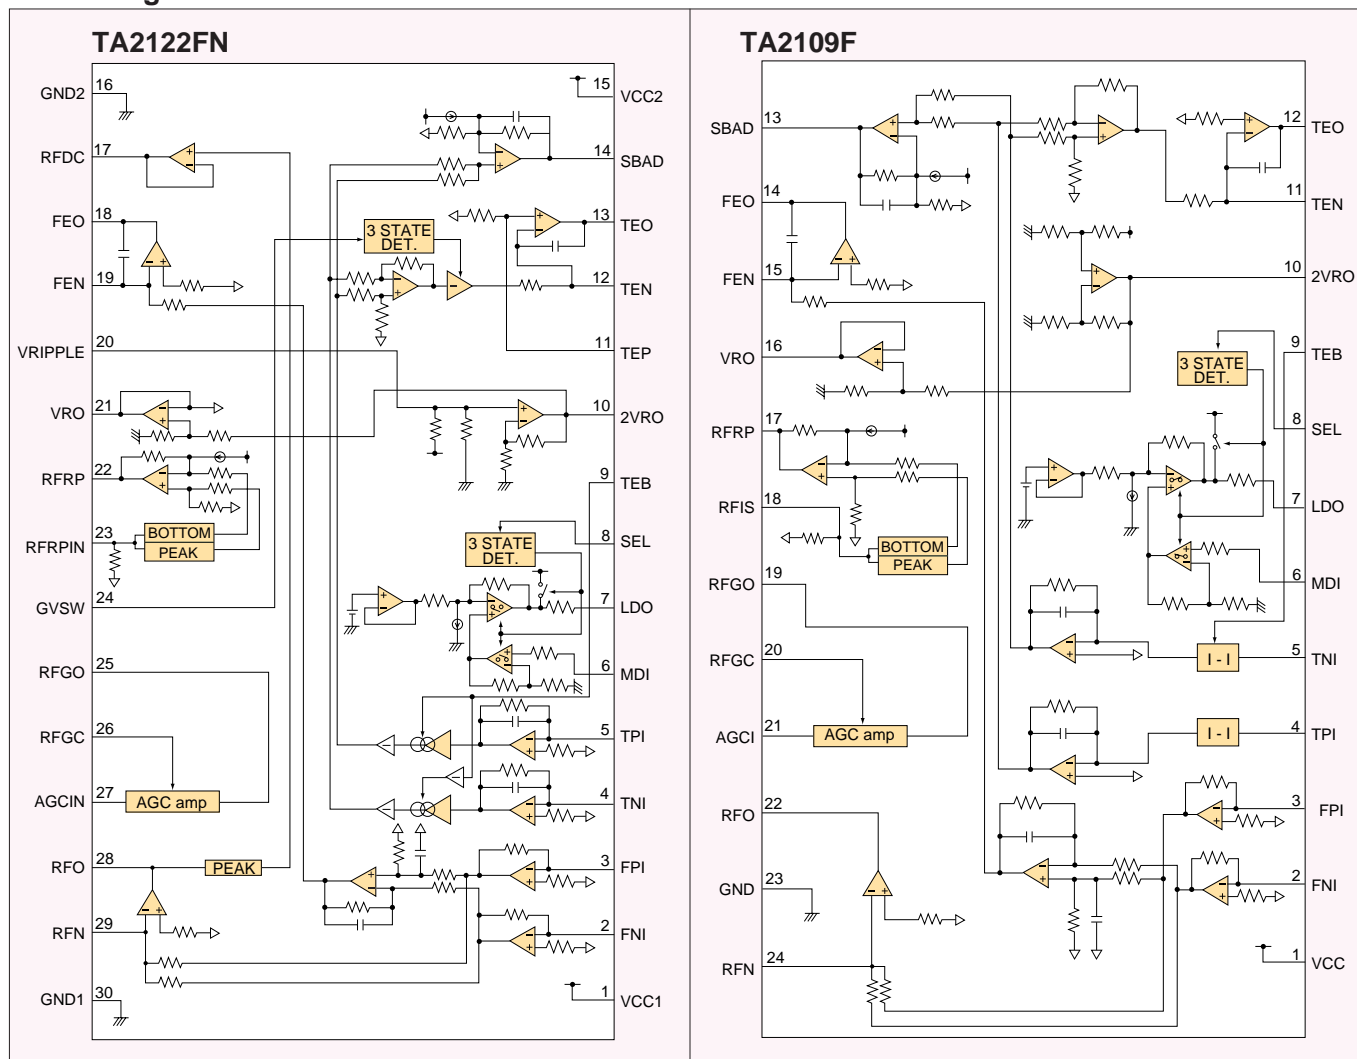 TA2122FN
GND2 16
15 VCC2
RFDC 17
14 SBAD
FEO 18
3 STATE
DET.
13 TEO
FEN 19
12 TEN
VRIPPLE 20
11 TEP
VRO 21
10 2VRO
RFRP 22
9 TEB
RFRPIN 23
BOTTOM
PEAK
3 STATE
DET.
8 SEL
GVSW 24
7 LDO
RFGO 25
6 MDI
RFGC 26
5 TPI
AGCIN 27
AGC amp
4 TNI
RFO 28
PEAK
3 FPI
RFN 29
2 FNI
GND1 30
1 VCC1
TA2109F
SBAD 13
12 TEO
FEO 14
11 TEN
FEN 15
10 2VRO
VRO 16
3 STATE
DET.
9 TEB
RFRP 17
8 SEL
RFIS 18
BOTTOM
PEAK
7 LDO
RFGO 19
6 MDI
RFGC 20
I - I
5 TNI
AGCI 21
AGC amp
I - I
4 TPI
RFO 22
3 FPI
GND 23
2 FNI
RFN 24
1 VCC